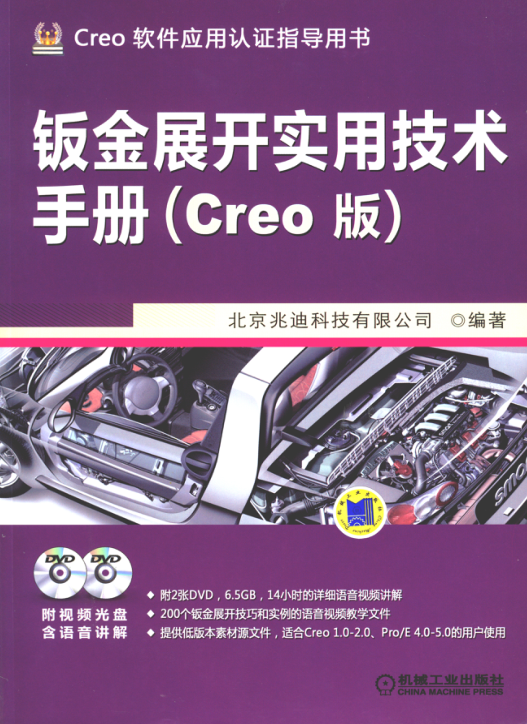 Creo 软件应用认证指导用书
钣金展开实用技术
手册(Creo 版)
北京兆迪科技有限公司 ◎编著
DVD DVD
附视频光盘
含语音讲解
◆ 附2张DVD，6.5GB，14小时的详细语音视频讲解
◆ 200个钣金展开技巧和实例的语音视频教学文件
◆ 提供低版本素材源文件，适合Creo 1.0-2.0、Pro/E 4.0-5.0的用户使用
机械工业出版社
CHINA MACHINE PRESS